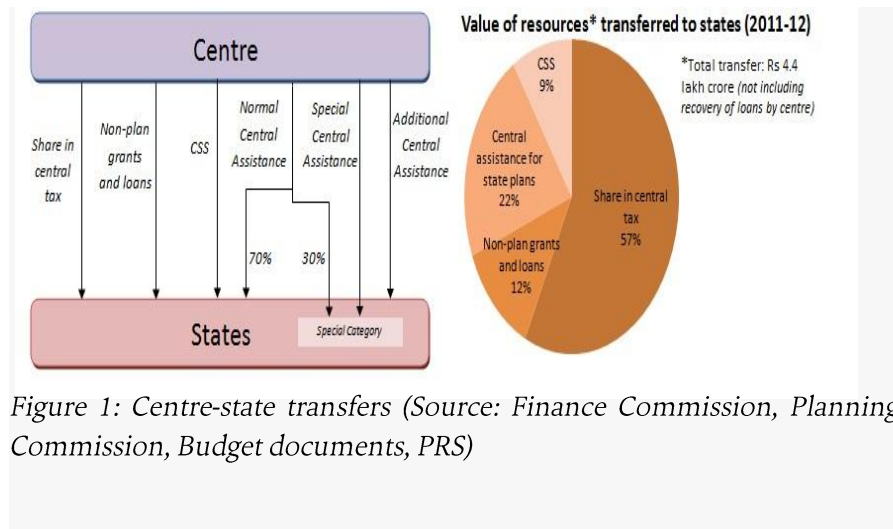 Centre
Share in
central
tax
Non-plan
grants
and loans
CSS
Normal
Central
Assistance
Special
Central
Assistance
Additional
Central
Assistance
70%
30%
States
Special Category
Value of resources* transferred to states (2011-12)
*Total transfer: Rs 4.4
lakh crore (not including
recovery of loans by centre)
CSS
9%
Central
assistance for
state plans
22%
Share in central
tax
57%
Non-plan grants
and loans
12%
Figure 1: Centre-state transfers (Source: Finance Commission, Planning
Commission, Budget documents, PRS)